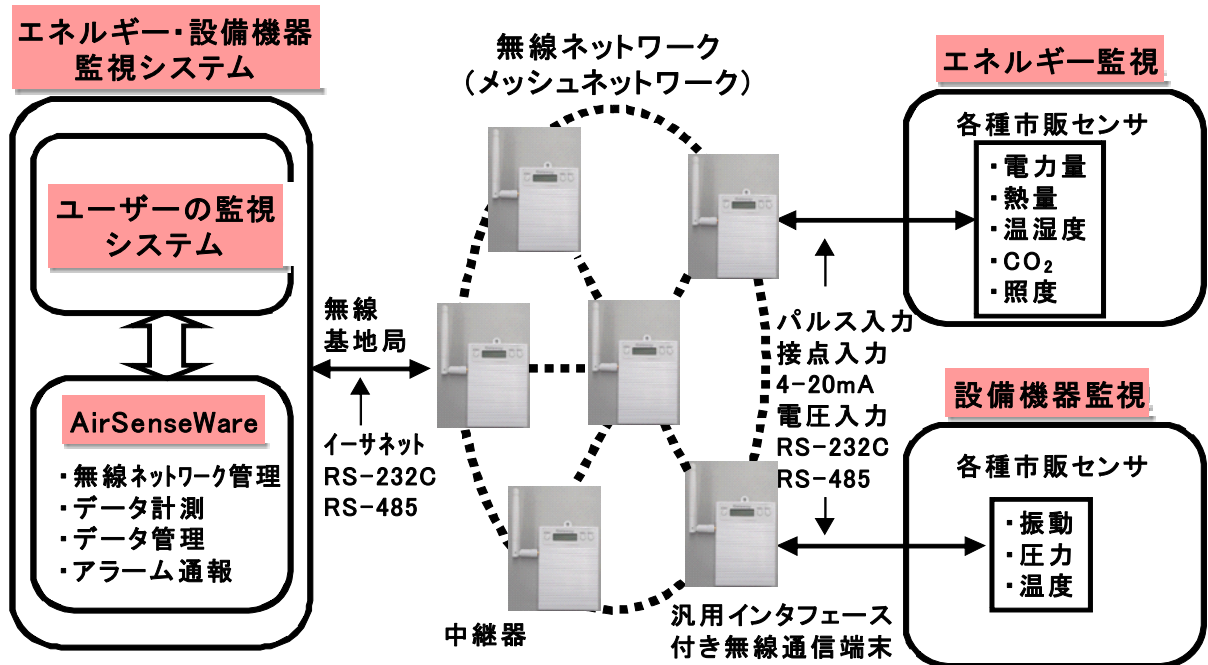 エネルギー・設備機器
監視システム
ユーザーの監視
システム
AirSenseWare
・無線ネットワーク管理
・データ計測
・データ管理
・アラーム通報
無線
基地局
イーサネット
RS-232C
RS-485
無線ネットワーク
(メッシュネットワーク)
中継器
パルス入力
接点入力
4-20mA
電圧入力
RS-232C
RS-485
汎用インタフェース
付き無線通信端末
エネルギー監視
各種市販センサ
・電力量
・熱量
・温湿度
・CO₂
・照度
設備機器監視
各種市販センサ
・振動
・圧力
・温度